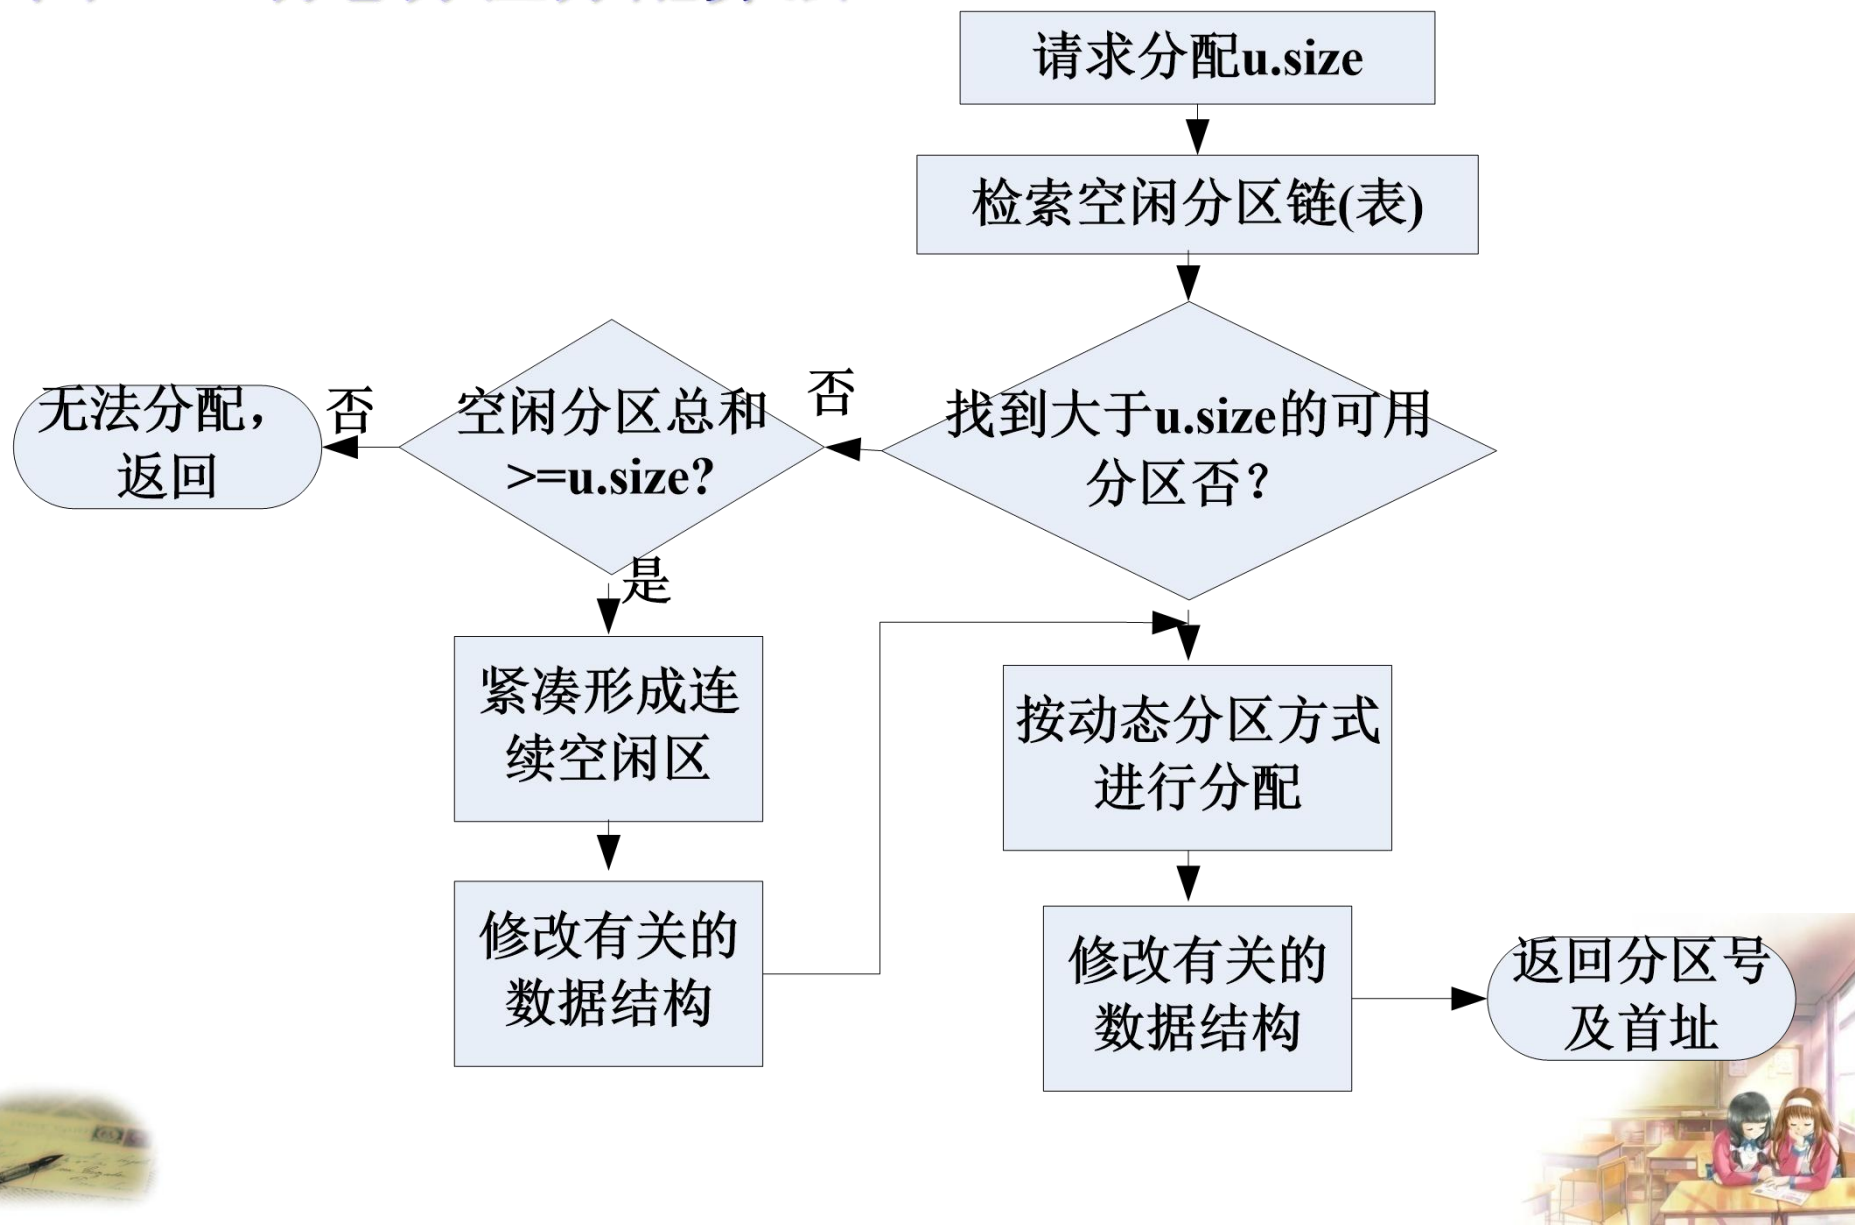 请求分配u.size
检索空闲分区链(表)
找到大于u.size的可用
分区否？
否
空闲分区总和
>=u.size?
否
无法分配，
返回
是
紧凑形成连
续空闲区
修改有关的
数据结构
按动态分区方式
进行分配
修改有关的
数据结构
返回分区号
及首址